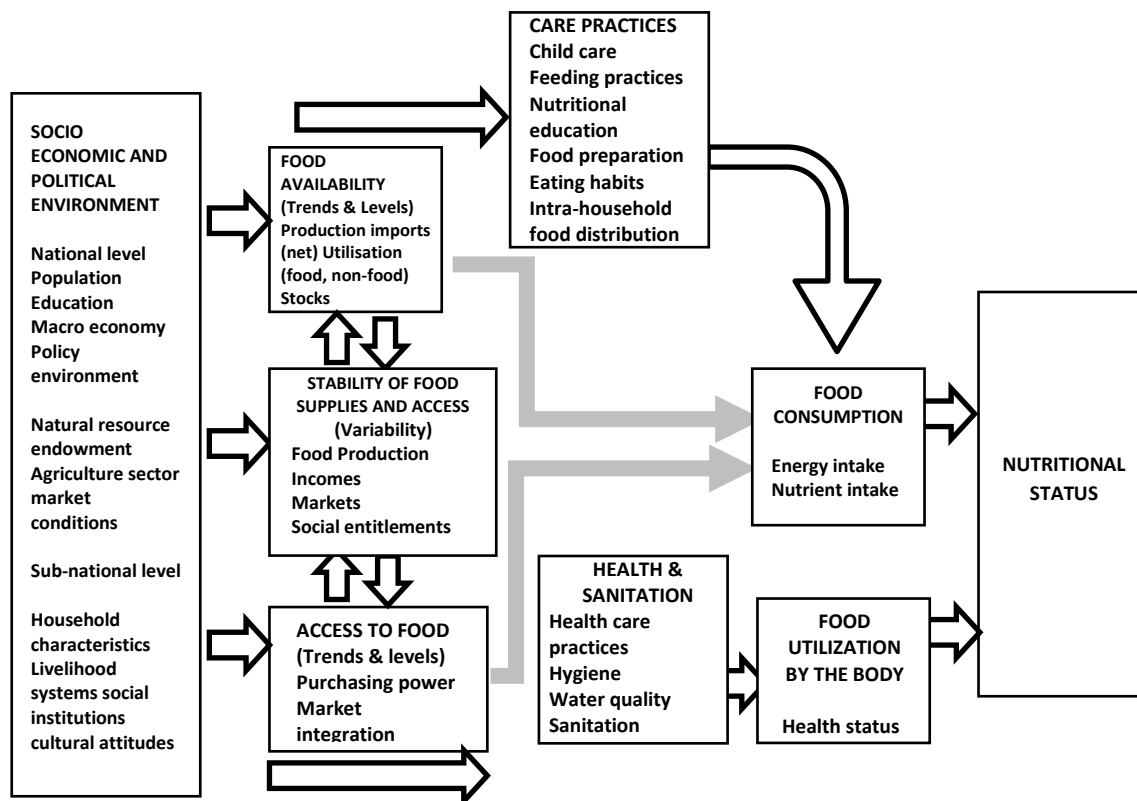 SOCIO
ECONOMIC AND
POLITICAL
ENVIRONMENT
National level
Population
Education
Macro economy
Policy
environment
Natural resource
endowment
Agriculture sector
market
conditions
Sub-national level
Household
characteristics
Livelihood
systems social
institutions
cultural attitudes
FOOD
AVAILABILITY
(Trends & Levels)
Production imports
(net) Utilisation
(food, non-food)
Stocks
STABILITY OF FOOD
SUPPLIES AND ACCESS
(Variability)
Food Production
Incomes
Markets
Social entitlements
ACCESS TO FOOD
(Trends & levels)
Purchasing power
Market
integration
CARE PRACTICES
Child care
Feeding practices
Nutritional
education
Food preparation
Eating habits
Intra-household
food distribution
HEALTH &
SANITATION
Health care
practices
Hygiene
Water quality
Sanitation
FOOD
CONSUMPTION
Energy intake
Nutrient intake
FOOD
UTILIZATION
BY THE BODY
Health status
NUTRITIONAL
STATUS